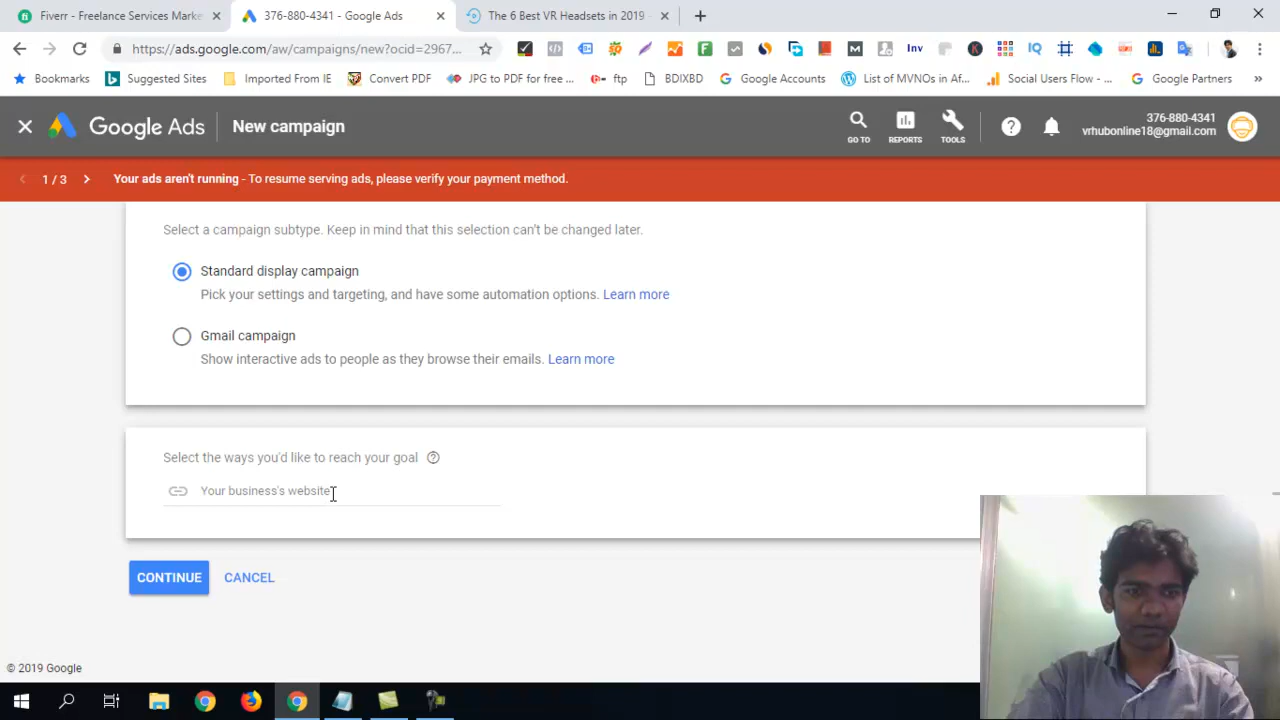 Fiverr - Freelance Services Marke
376-880-4341 - Google Ads
The 6 Best VR Headsets in 2019 -
https://ads.google.com/aw/campaigns/new?ocid=2967...
Inv
IQ
Bookmarks
Suggested Sites
Imported From IE
Convert PDF
JPG to PDF for free ...
ftp
BDIXBD
Google Accounts
List of MVNOs in Af...
Social Users Flow - ...
Google Partners
»
Google Ads
New campaign
GO TO
REPORTS
TOOLS
376-880-4341
vrhubonline18@gmail.com
1 / 3
Your ads aren't running - To resume serving ads, please verify your payment method.
Select a campaign subtype. Keep in mind that this selection can't be changed later.
Standard display campaign
Pick your settings and targeting, and have some automation options. Learn more
Gmail campaign
Show interactive ads to people as they browse their emails. Learn more
Select the ways you'd like to reach your goal
Your business's website
CONTINUE
CANCEL
© 2019 Google